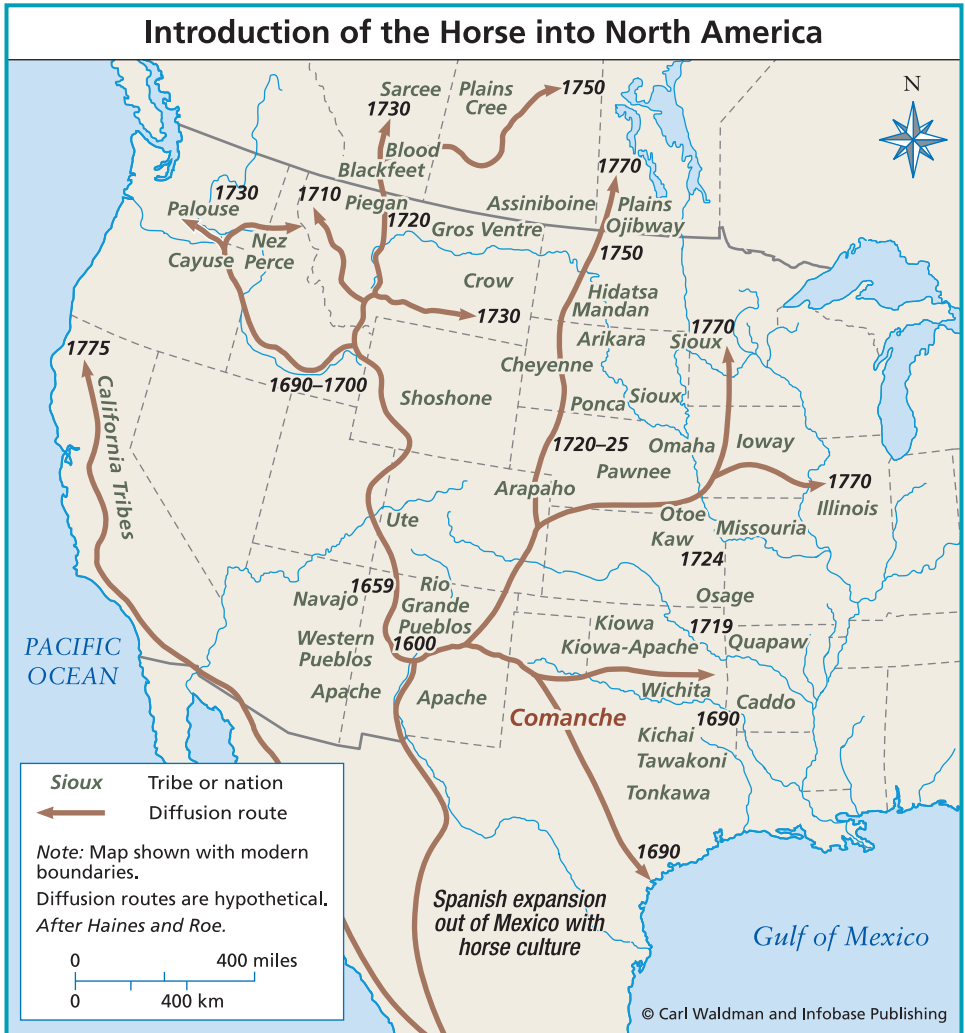 Introduction of the Horse into North America
N
Sarcee
Plains
Cree
1750
1730
Blood
Blackfeet
1770
1730
1710
Piegan
Assiniboine
Plains
Ojibway
Palouse
1720
Gros Ventre
Nez
Perce
Cayuse
1750
Crow
Hidatsa
Mandan
1730
1770
Arikara
Sioux
1775
Cheyenne
1690–1700
California Tribes
Shoshone
Ponca
Sioux
1720–25
Omaha
Ioway
Pawnee
Arapaho
1770
Illinois
Ute
Otoe
Missouria
Kaw
1724
1659
Rio
Grande
Pueblos
Navajo
Osage
Kiowa
1719
PACIFIC
OCEAN
Western
Pueblos
1600
Kiowa-Apache
Quapaw
Apache
Apache
Wichita
Caddo
Comanche
1690
Kichai
Tawakoni
Tonkawa
1690
Sioux
Tribe or nation
Diffusion route
Note: Map shown with modern
boundaries.
Diffusion routes are hypothetical.
After Haines and Roe.
0
400 miles
0
400 km
Spanish expansion
out of Mexico with
horse culture
Gulf of Mexico
© Carl Waldman and Infobase Publishing